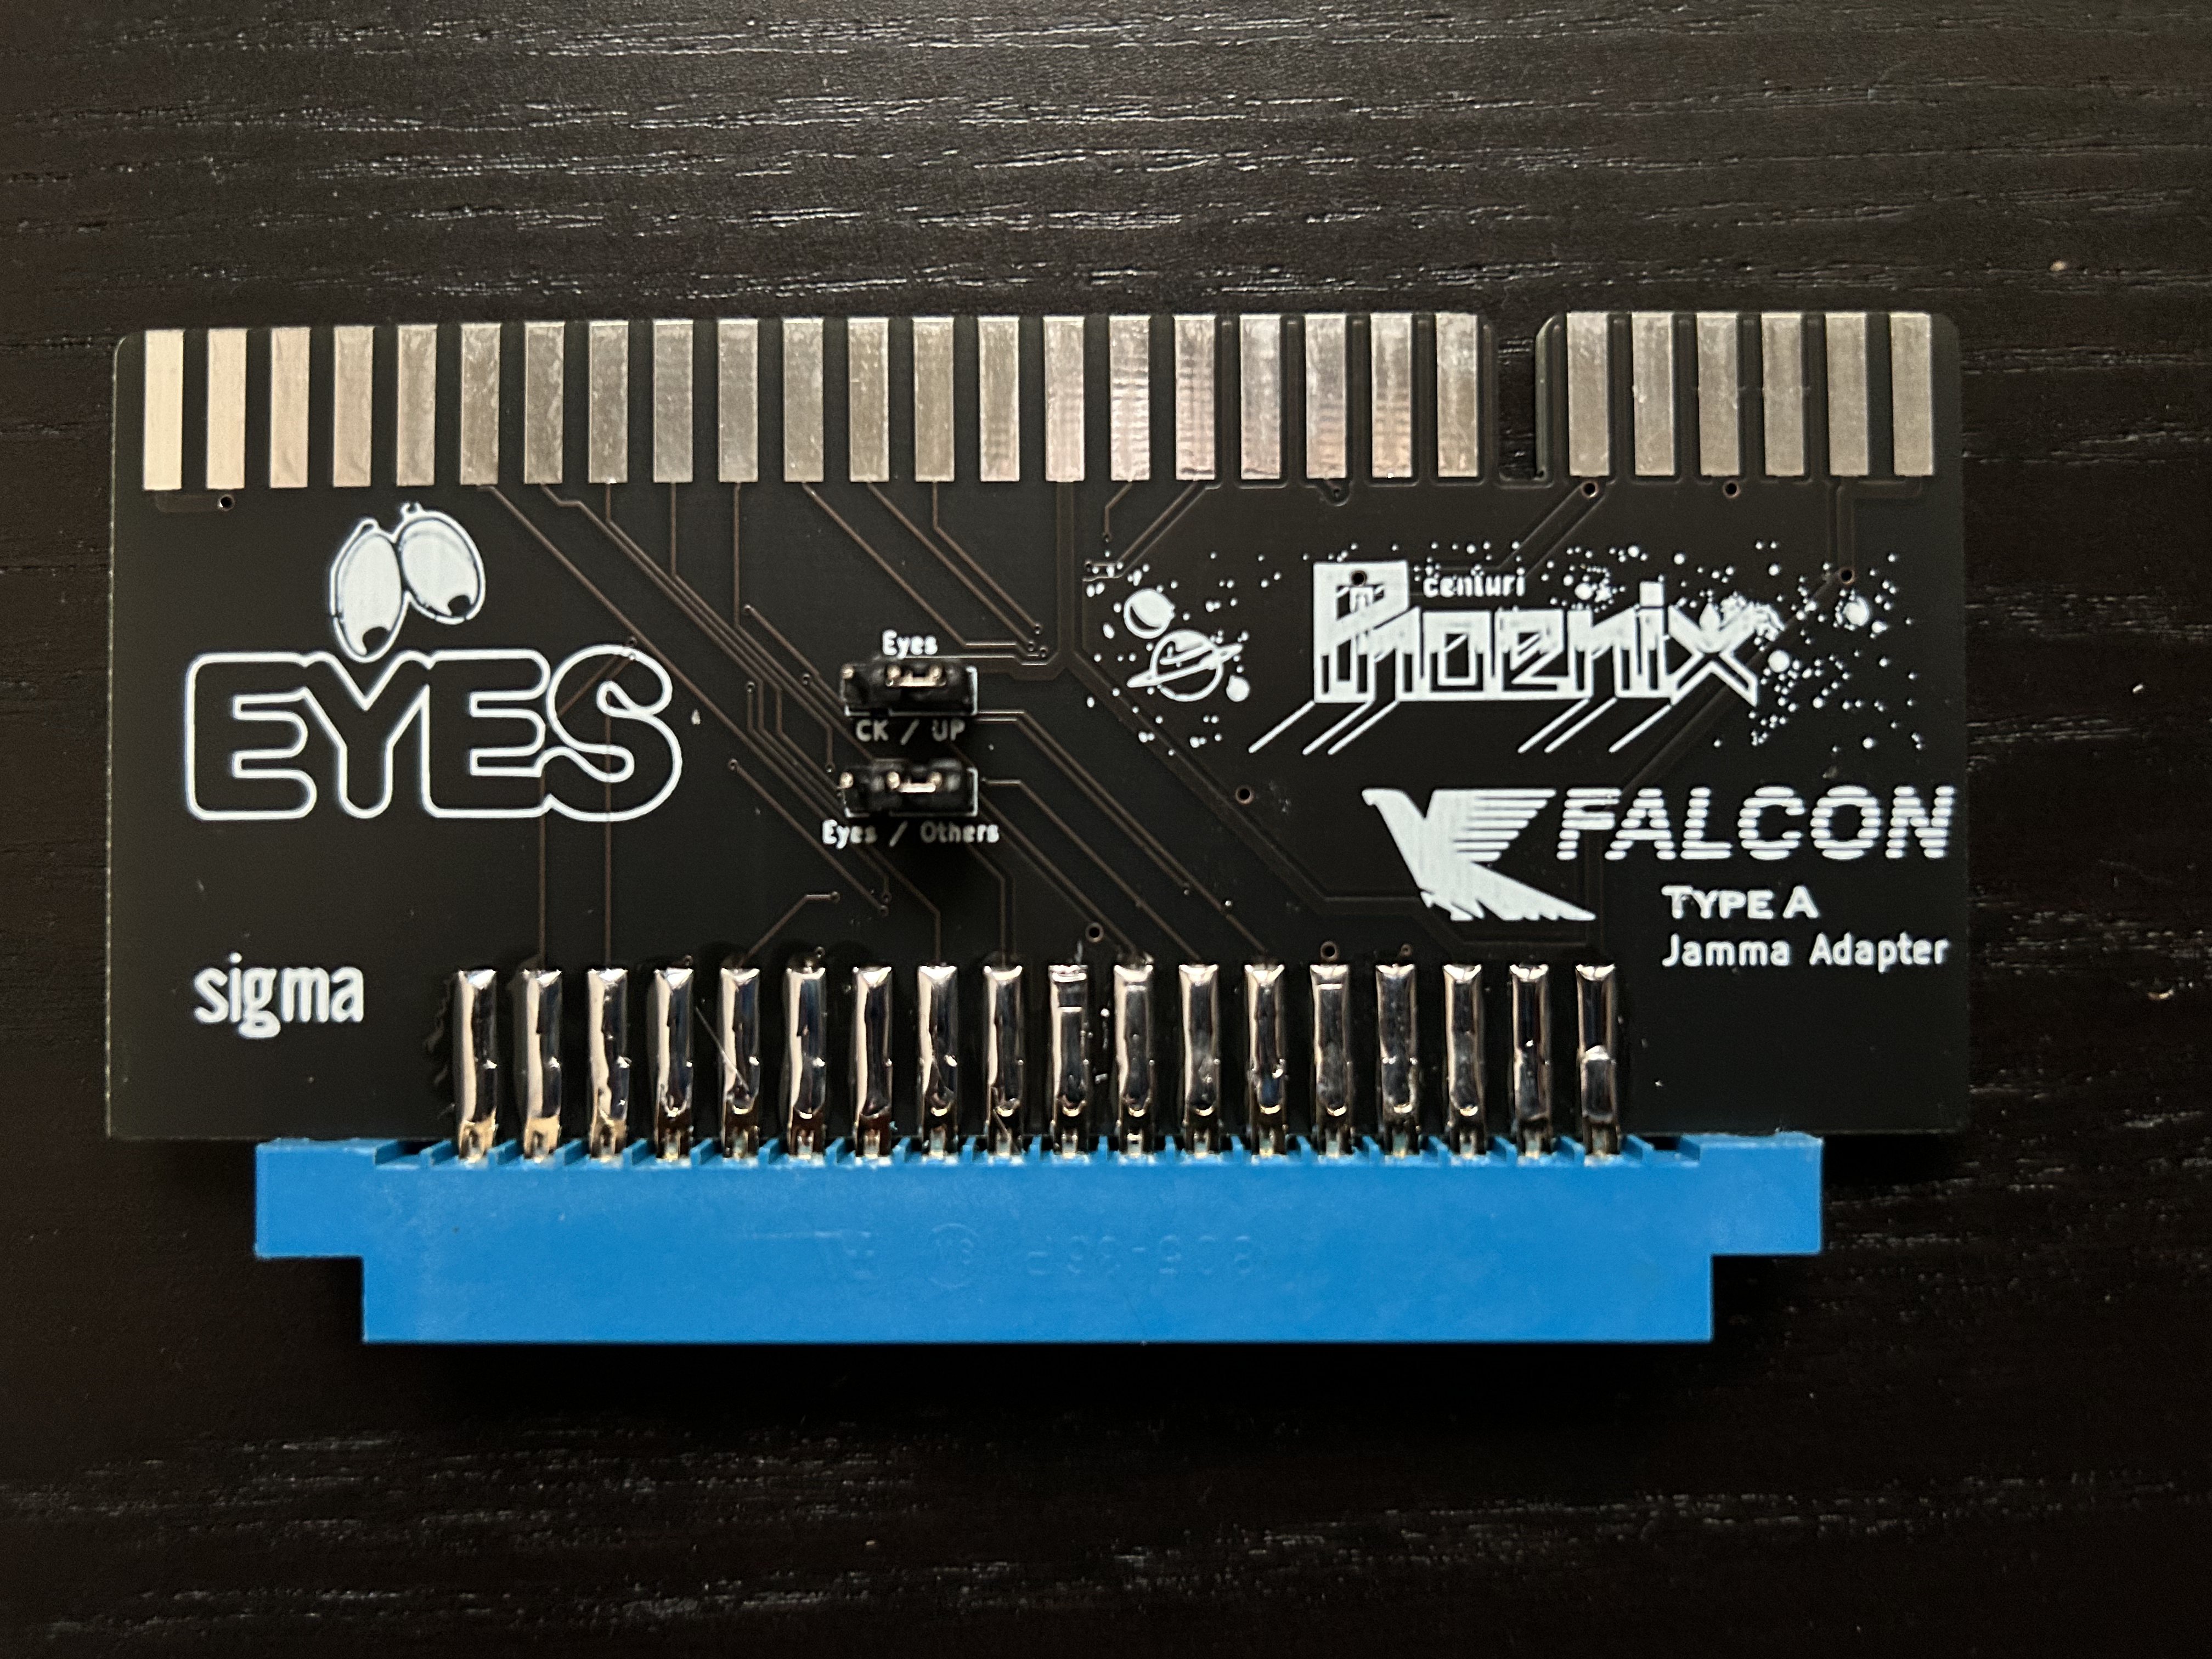 EYES
Eyes
CK / UP
Eyes / Others
centuri
Phoenix
FALCON
TYPE A
Jamma Adapter
sigma